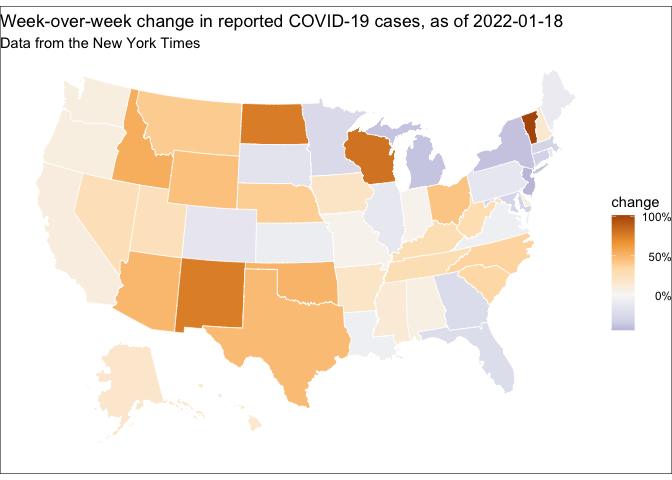 Week-over-week change in reported COVID-19 cases, as of 2022-01-18
Data from the New York Times
change
100%
50%
0%